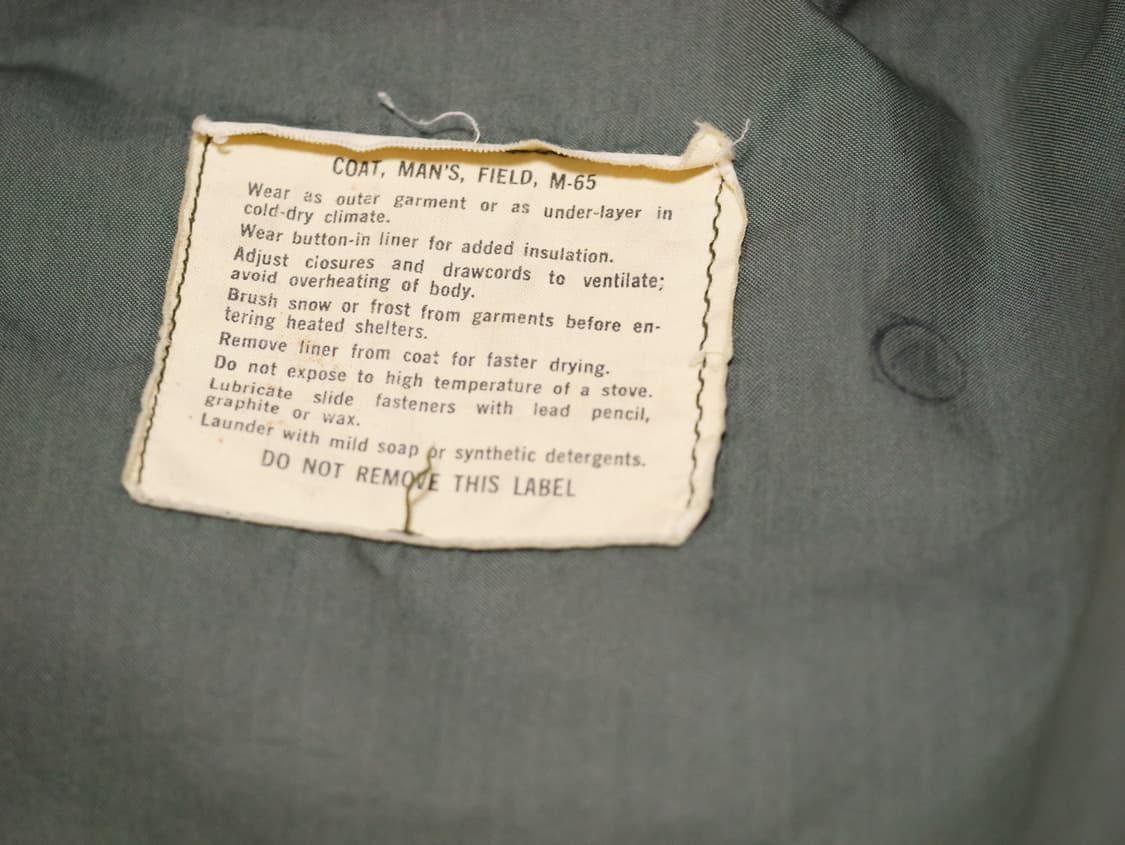 COAT, MAN'S, FIELD, M-65
Wear as outer garment or as under-layer in
cold-dry climate.
Wear button-in liner for added insulation.
Adjust closures and drawcords to ventilate;
avoid overheating of body.
Brush snow or frost from garments before en-
tering heated shelters.
Remove liner from coat for faster drying.
Do not expose to high temperature of a stove.
Lubricate slide fasteners with lead pencil,
graphite or wax.
Launder with mild soap or synthetic detergents.
DO NOT REMOVE THIS LABEL